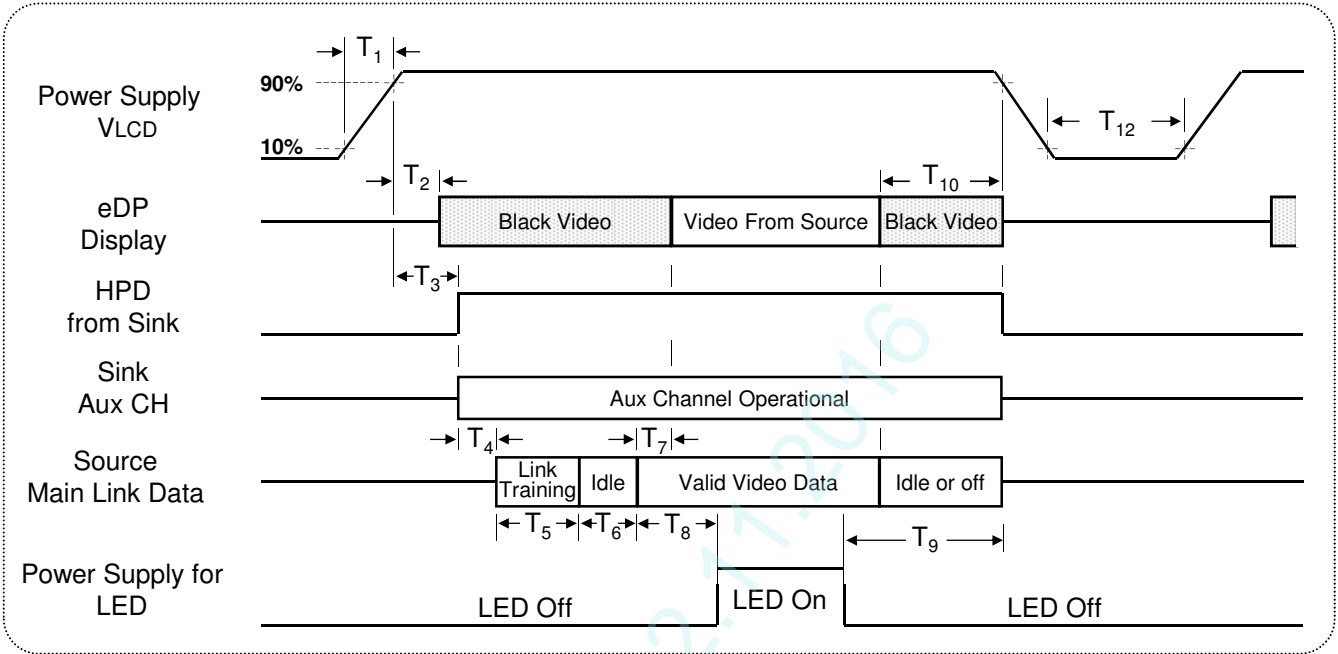 T1
90%
Power Supply
VLCD
T12
10%
T2
T10
eDP
Display
Black Video
Video From Source
Black Video
T3
HPD
from Sink
Sink
Aux CH
Aux Channel Operational
T4
T7
Source
Main Link Data
Link
Training
Idle
Valid Video Data
Idle or off
T5
T6
T8
T9
Power Supply for
LED
LED Off
LED On
LED Off
2.11.2016